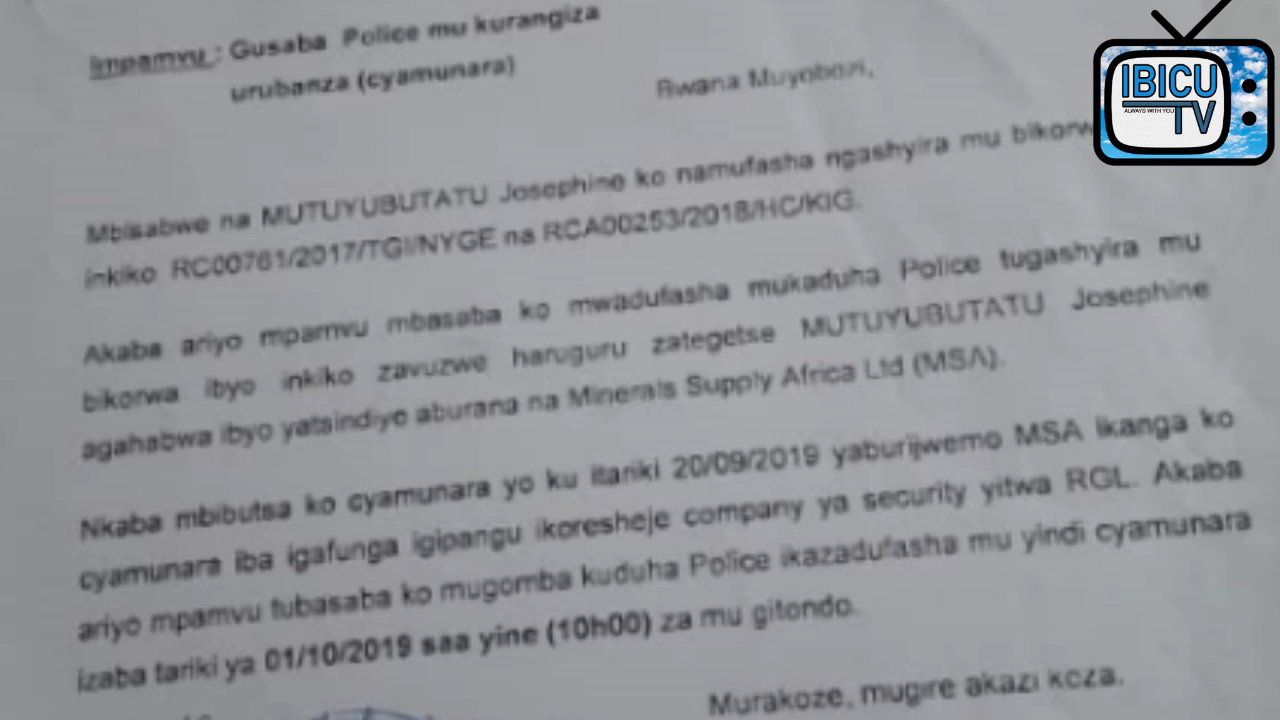 Impamvu : Gusaba Police mu kurangiza
urubanza (cyamunara)
Bwana Muyobozi,
IBICU
ALWAYS WITH YOU
TV
Mbisabwe na MUTUYUBUTATU Josephine ko namufasha ngashyira mu
inkiko RC00761/2017/TGI/NYGE na RCA00253/2018/HC/KIG.
Akaba ariyo mpamvu mbasaba ko mwadufasha mukaduha Police tugashyira mu
bikorwa ibyo inkiko zavuzwe haruguru zategetse MUTUYUBUTATU Josephine
agahabwa ibyo yatsindiye aburana na Minerals Supply Africa Ltd (MSA).
Nkaba mbibutsa ko cyamunara yo ku itariki 20/09/2019 yaburijwemo MSA ikanga ko
cyamunara iba igafunga igipangu ikoresheje company ya security yitwa RGL. Akaba
ariyo mpamvu tubasaba ko mugomba kuduha Police ikazadufasha mu yindi cyamunara
izaba tariki ya 01/10/2019 saa yine (10h00) za mu gitondo.
Murakoze, mugire akazi keza.